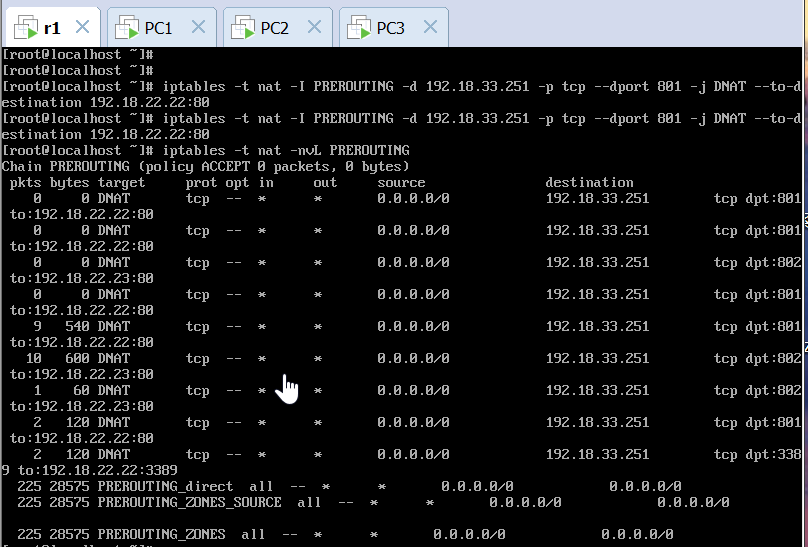 r1 PC1 PC2 PC3
[root@localhost ~]#
[root@localhost ~]#
[root@localhost ~]# iptables -t nat -I PREROUTING -d 192.18.33.251 -p tcp --dport 801 -j DNAT --to-d
estination 192.18.22.22:80
[root@localhost ~]# iptables -t nat -I PREROUTING -d 192.18.33.251 -p tcp --dport 801 -j DNAT --to-d
estination 192.18.22.22:80
[root@localhost ~]# iptables -t nat -nvL PREROUTING
Chain PREROUTING (policy ACCEPT 0 packets, 0 bytes)
pkts bytes target prot opt in out source destination
0 0 DNAT tcp -- * * 0.0.0.0/0 192.18.33.251 tcp dpt:801
to:192.18.22.22:80
0 0 DNAT tcp -- * * 0.0.0.0/0 192.18.33.251 tcp dpt:801
to:192.18.22.22:80
0 0 DNAT tcp -- * * 0.0.0.0/0 192.18.33.251 tcp dpt:802
to:192.18.22.23:80
0 0 DNAT tcp -- * * 0.0.0.0/0 192.18.33.251 tcp dpt:801
to:192.18.22.22:80
9 540 DNAT tcp -- * * 0.0.0.0/0 192.18.33.251 tcp dpt:801
to:192.18.22.22:80
10 600 DNAT tcp -- * * 0.0.0.0/0 192.18.33.251 tcp dpt:802
to:192.18.22.23:80
1 60 DNAT tcp -- * * 0.0.0.0/0 192.18.33.251 tcp dpt:802
to:192.18.22.23:80
2 120 DNAT tcp -- * * 0.0.0.0/0 192.18.33.251 tcp dpt:801
to:192.18.22.22:80
2 120 DNAT tcp -- * * 0.0.0.0/0 192.18.33.251 tcp dpt:338
9 to:192.18.22.22:3389
225 28575 PREROUTING_direct all -- * * 0.0.0.0/0 0.0.0.0/0
225 28575 PREROUTING_ZONES_SOURCE all -- * * 0.0.0.0/0 0.0.0.0/0
225 28575 PREROUTING_ZONES all -- * * 0.0.0.0/0 0.0.0.0/0
[root@localhost ~]#